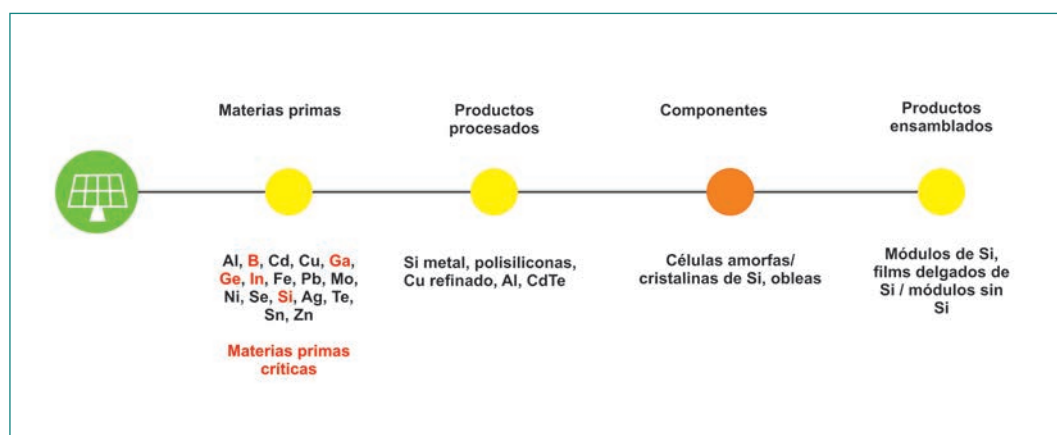 Materias primas
Productos
procesados
Componentes
Productos
ensamblados
Al, B, Cd, Cu, Ga,
Ge, In, Fe, Pb, Mo,
Ni, Se, Si, Ag, Te,
Sn, Zn
Materias primas
críticas
Si metal, polisiliconas,
Cu refinado, Al, CdTe
Células amorfas/
cristalinas de Si, obleas
Módulos de Si,
films delgados de
Si / módulos sin
Si